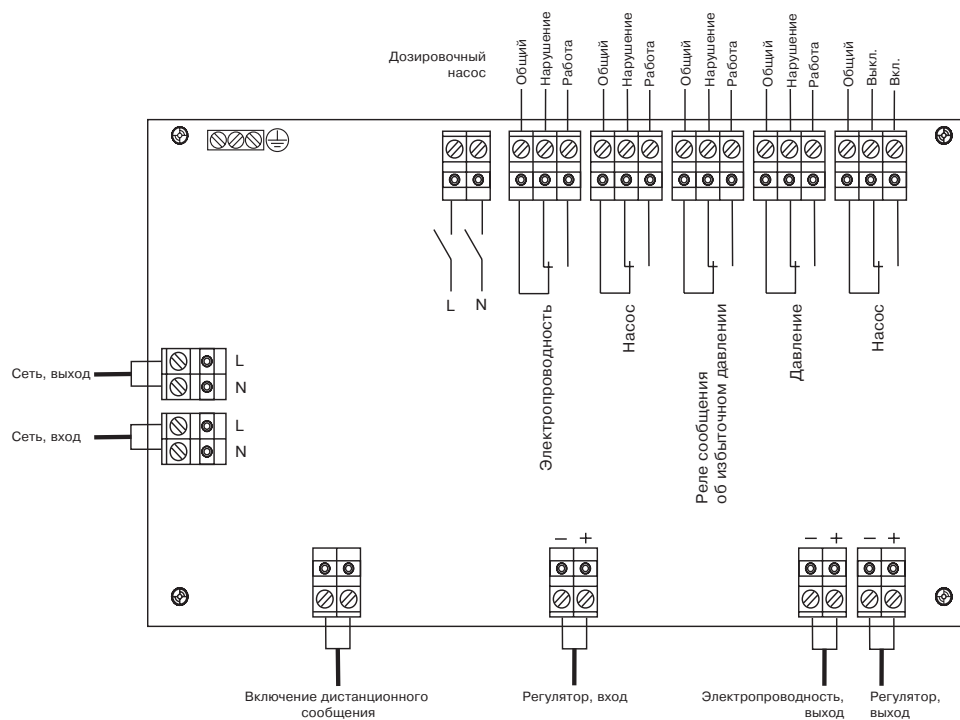 Дозировочный
насос
Общий
Нарушение
Работа
Общий
Нарушение
Работа
Общий
Нарушение
Работа
Общий
Нарушение
Работа
Общий
Выкл.
Вкл.
L
N
Электропроводность
Насос
Реле сообщения
об избыточном давлении
Давление
Насос
Сеть, выход
L
N
Сеть, вход
L
N
– +
– +
– +
Включение дистанционного
сообщения
Регулятор, вход
Электропроводность,
выход
Регулятор,
выход